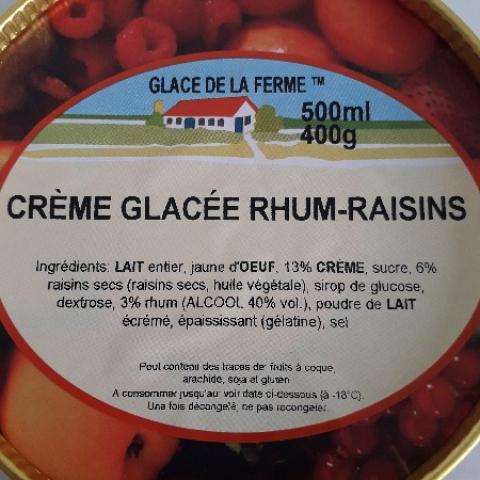 GLACE DE LA FERME ™
500ml
400g
CRÈME GLACÉE RHUM-RAISINS
Ingrédients: LAIT entier, jaune d'OEUF, 13% CRÈME, sucre, 6%
raisins secs (raisins secs, huile végétale), sirop de glucose,
dextrose, 3% rhum (ALCOOL 40% vol.), poudre de LAIT
écrémé, épaississant (gélatine), sel
Peut contenir des traces de: fruits à coque,
arachide, soja et gluten
A consommer jusqu'au: voir date ci-dessous (à -18°C).
Une fois décongelé, ne pas recongeler.